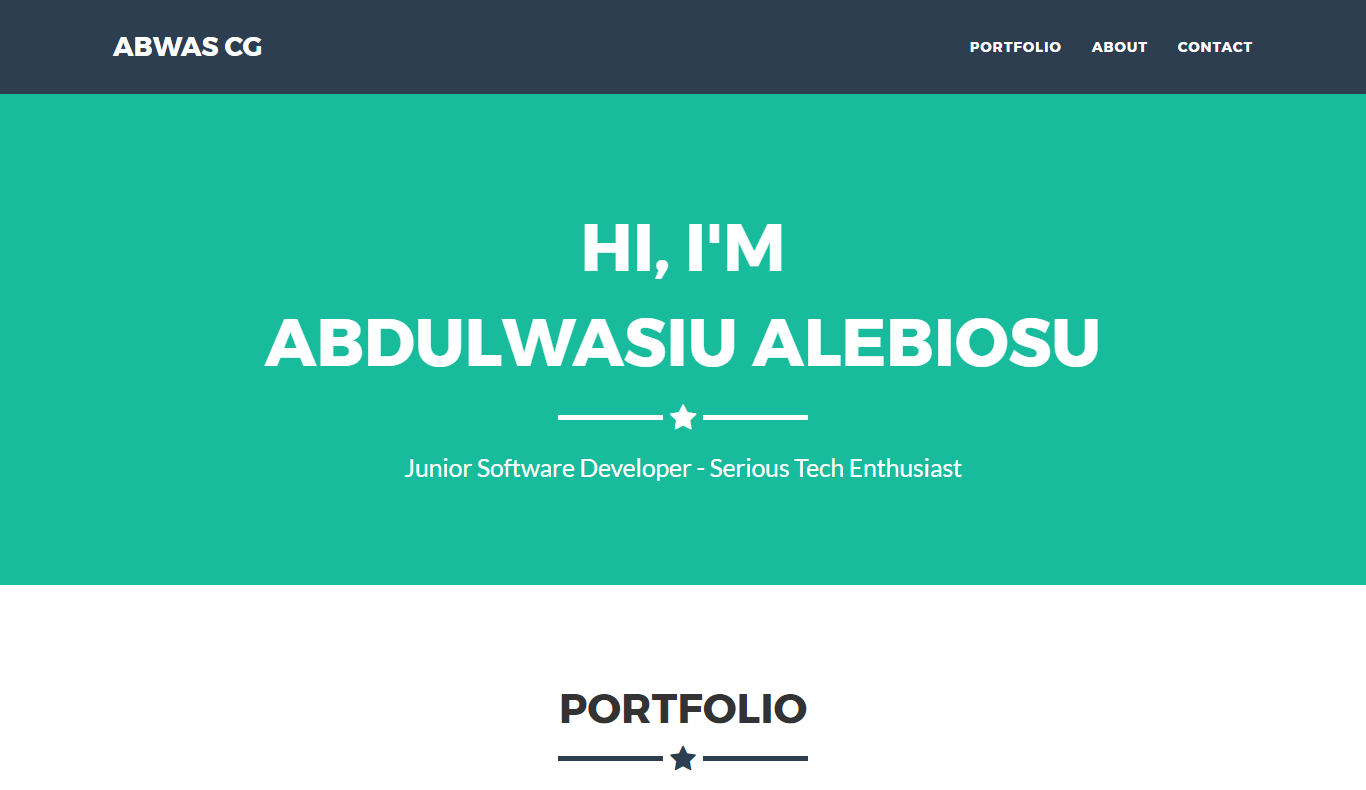 ABWAS CG
PORTFOLIO ABOUT CONTACT
HI, I'M
ABDULWASIU ALEBIOSU
Junior Software Developer - Serious Tech Enthusiast
PORTFOLIO